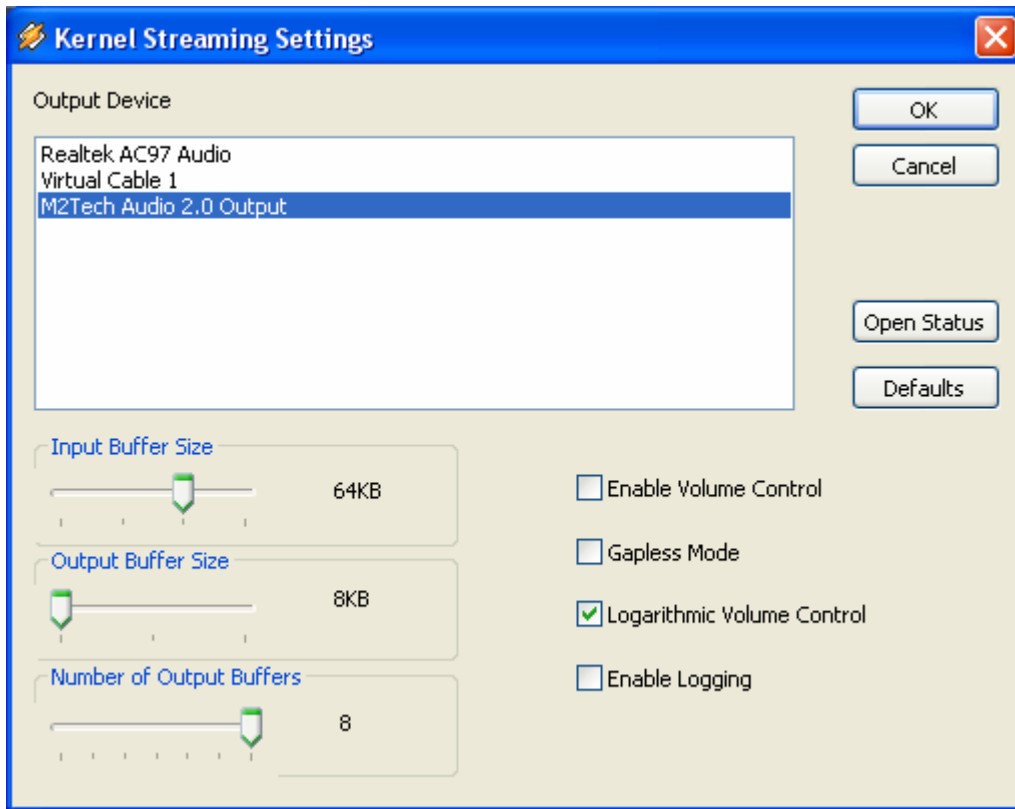 Kernel Streaming Settings
Output Device
OK
Realtek AC97 Audio
Virtual Cable 1
M2Tech Audio 2.0 Output
Cancel
Open Status
Defaults
Input Buffer Size
64KB
Output Buffer Size
8KB
Number of Output Buffers
8
Enable Volume Control
Gapless Mode
Logarithmic Volume Control
Enable Logging